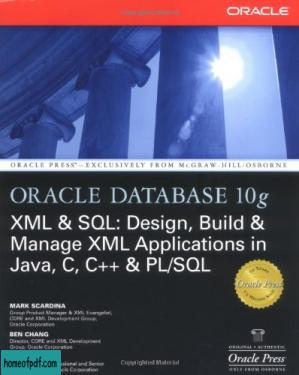 ORACLE
ORACLE PRESS™—EXCLUSIVELY FROM McGRAW-HILL/OSBORNE
ORACLE DATABASE 10g
XML & SQL: Design, Build &
Manage XML Applications in
Java, C, C++ & PL/SQL
Oracle Press
MARK SCARDINA
Group Product Manager & XML Evangelist,
CORE and XML Development Group,
Oracle Corporation
BEN CHANG
Director, CORE and XML Development
Group, Oracle Corporation
ORIGINAL • AUTHENTIC
Oracle Press
homeofpdf.com